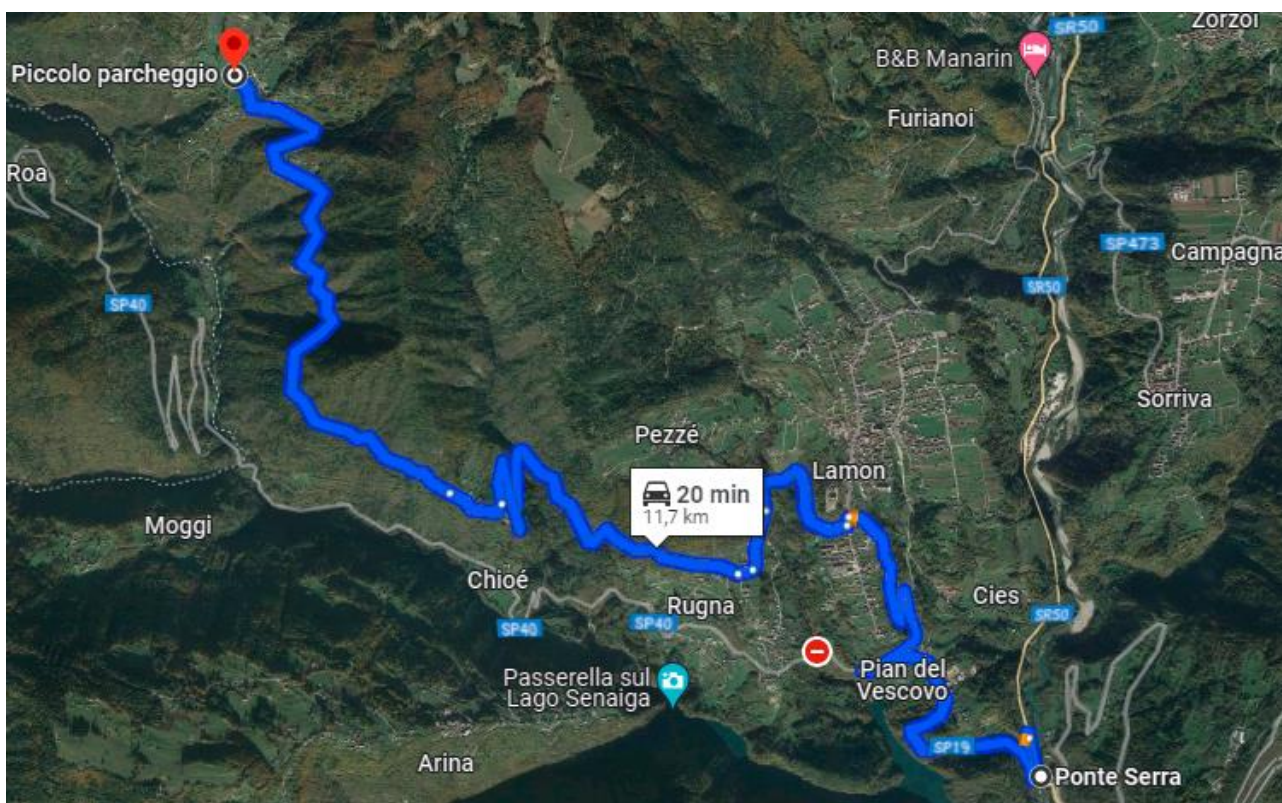 SR50
Zorzoi
Piccolo parcheggio
B&B Manarin
Furianoi
Roa
SP473
Campagna
SR50
SP40
Sorriva
Pezzé
Lamon
20 min
11,7 km
Moggi
Chioé
Cies
Rugna
SR50
SP40
SP40
Passerella sul
Lago Senaiga
Pian del
Vescovo
SP19
Arina
Ponte Serra